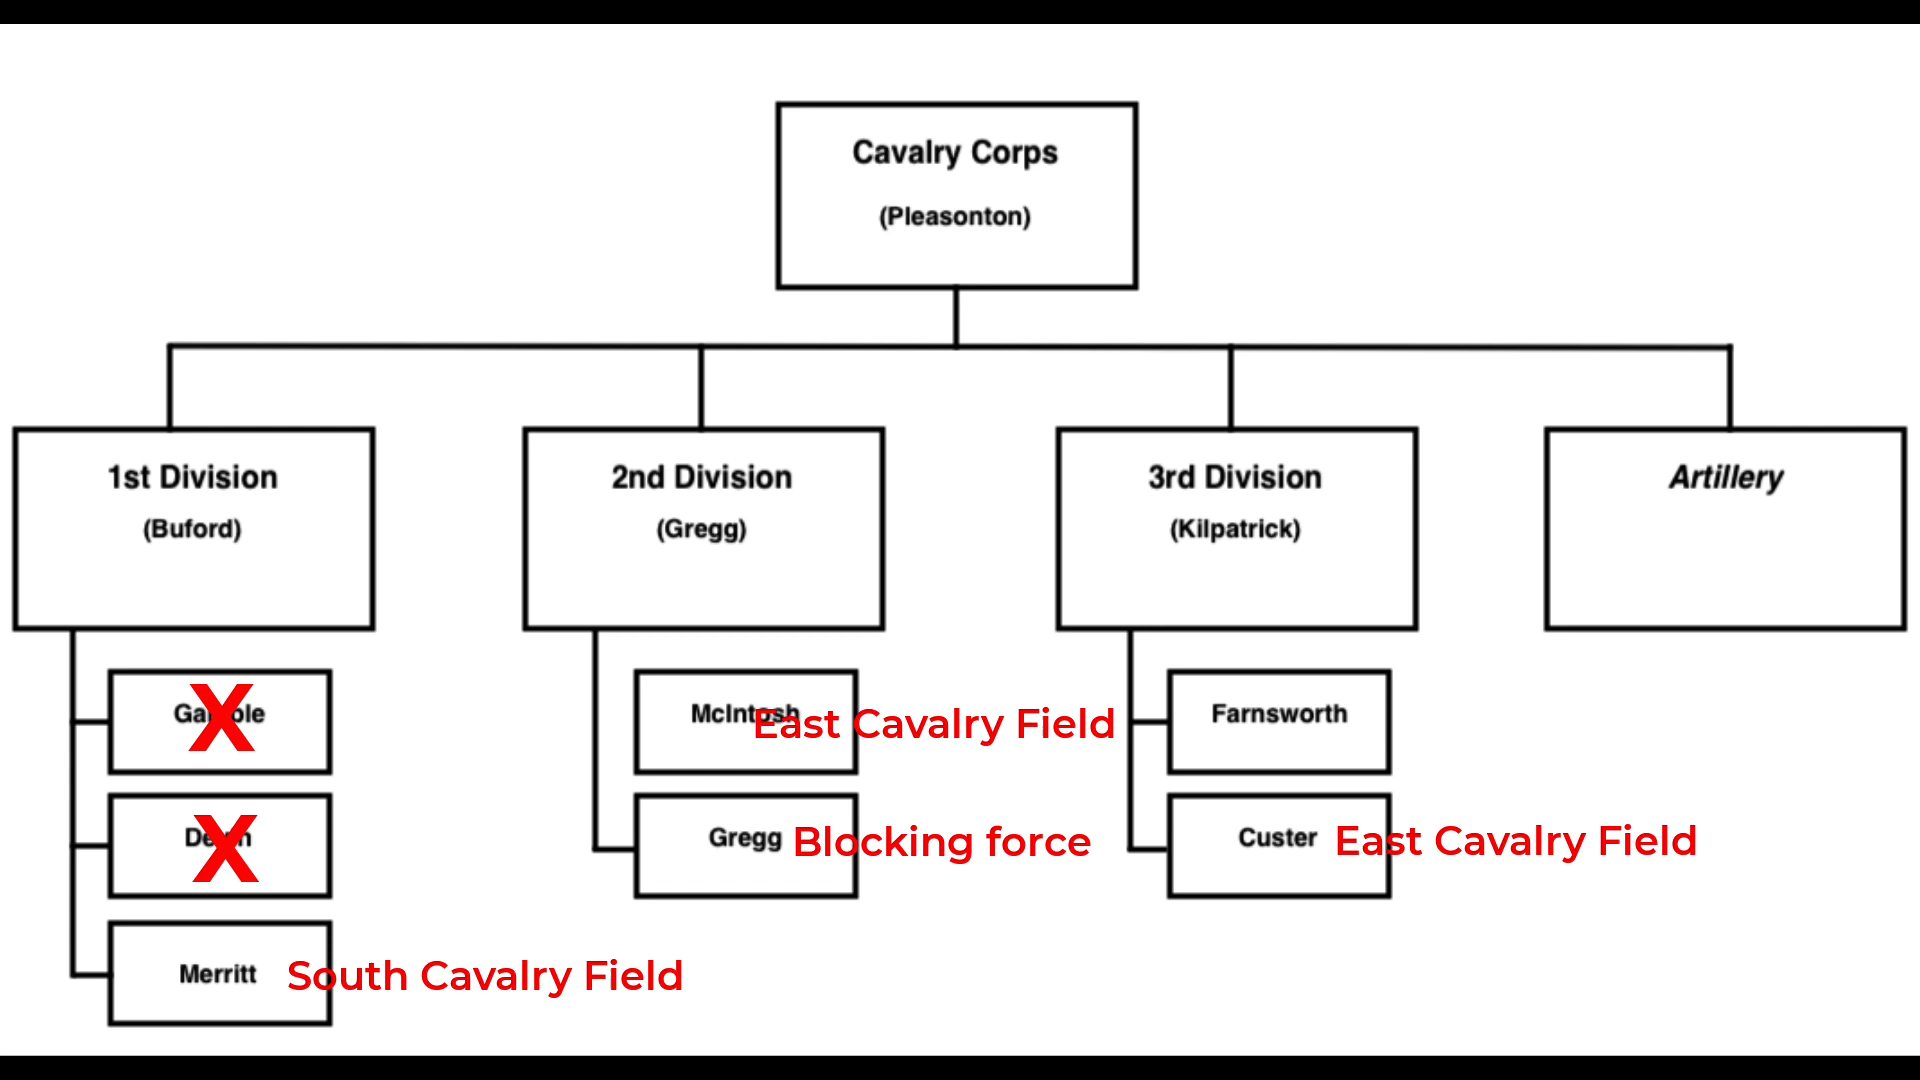 Cavalry Corps
(Pleasonton)
1st Division
(Buford)
2nd Division
(Gregg)
3rd Division
(Kilpatrick)
Artillery
X
McIntosh
East Cavalry Field
Farnsworth
X
Gregg
Blocking force
Custer
East Cavalry Field
Merritt
South Cavalry Field